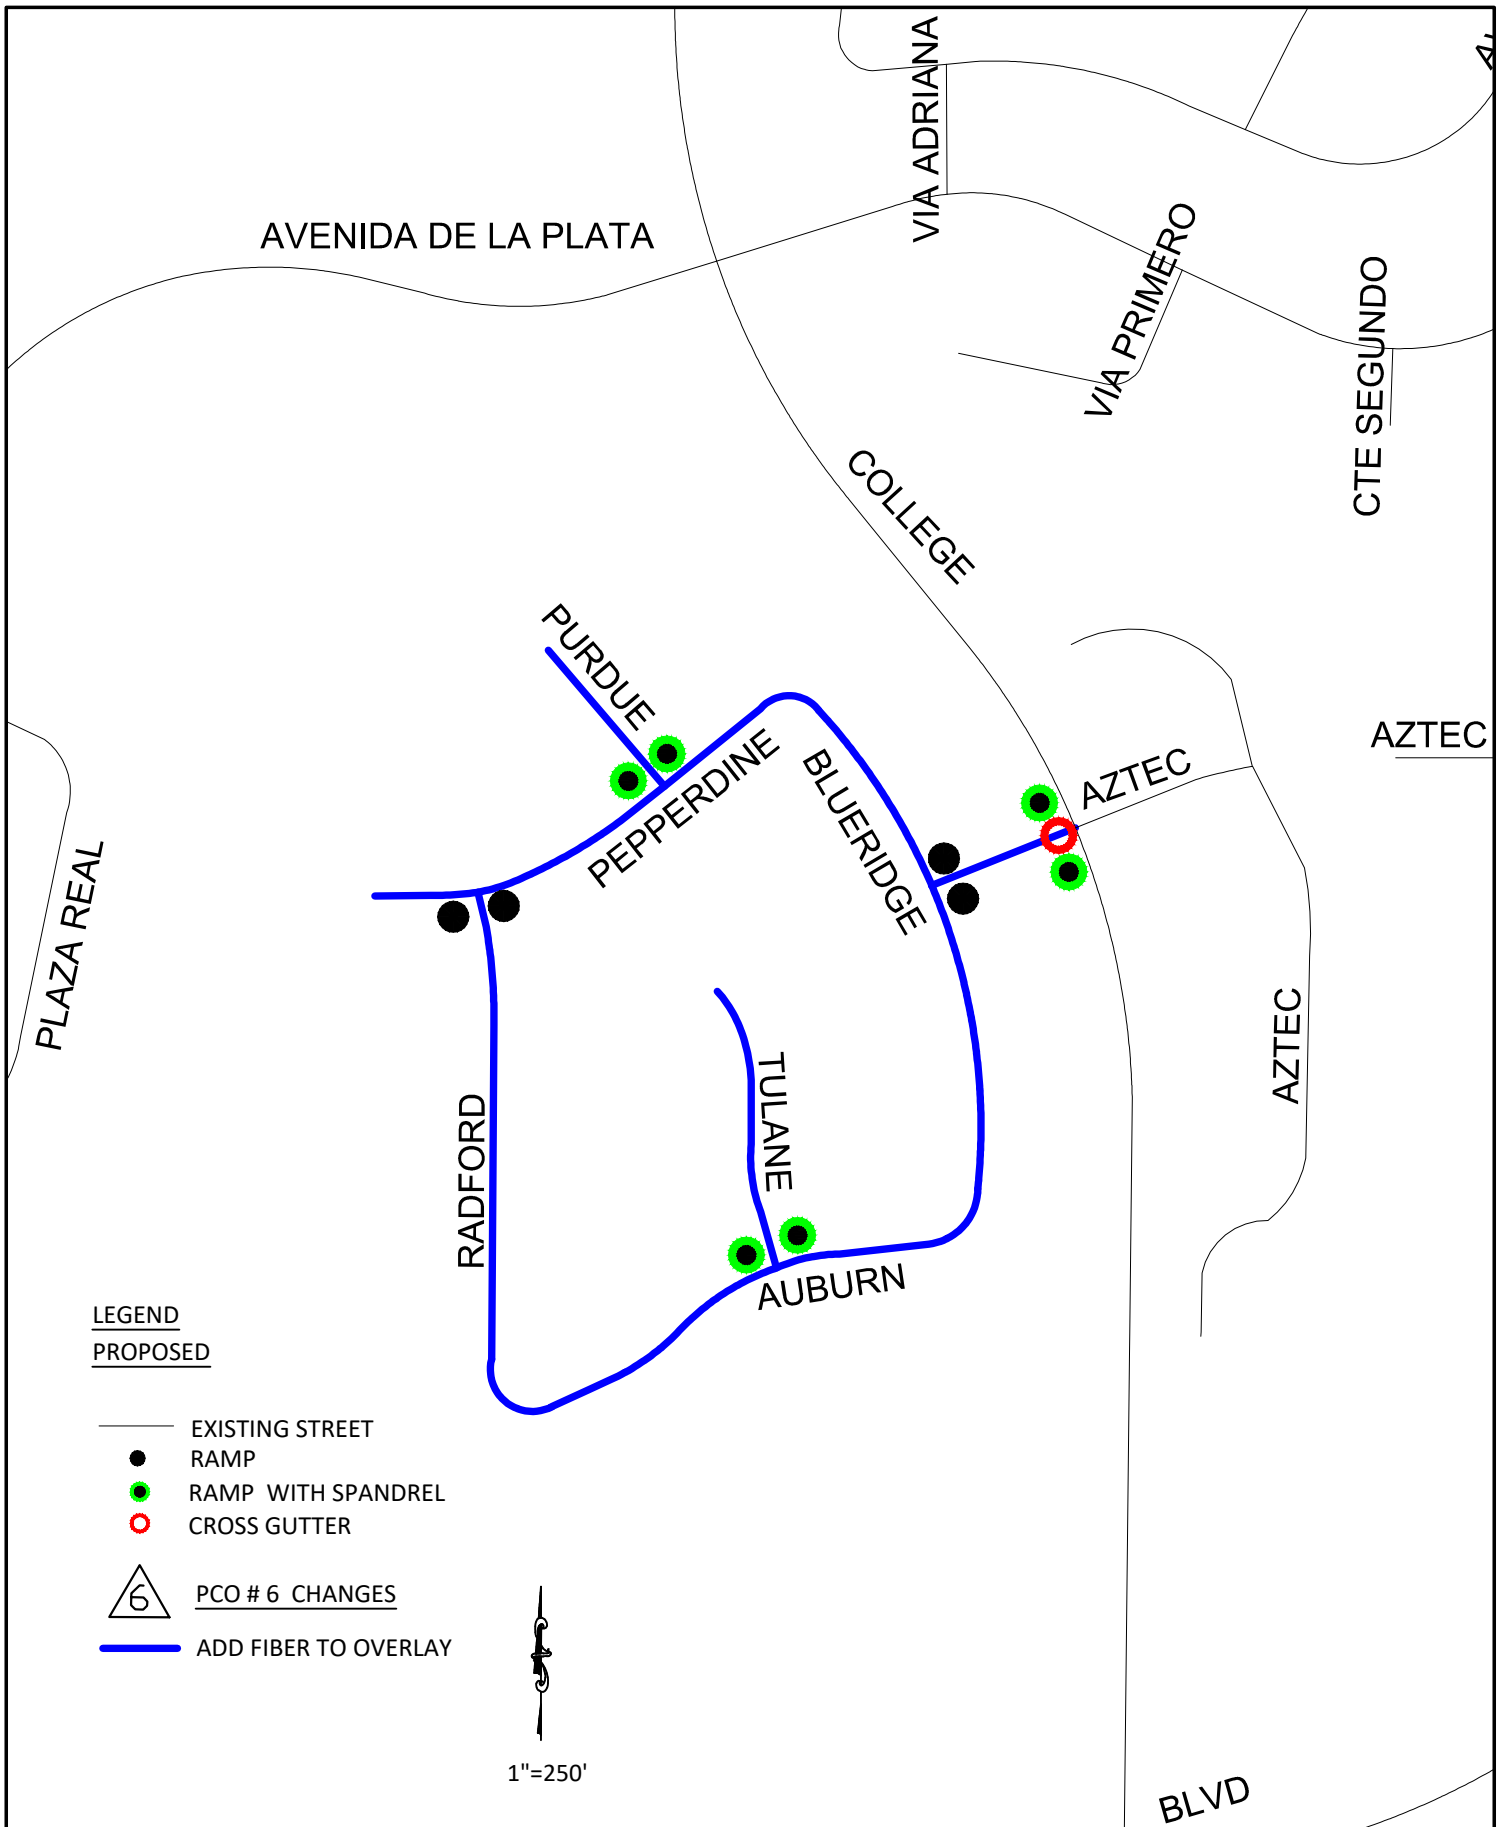 VIA ADRIANA
AVENIDA DE LA PLATA
VIA PRIMERO
CTE SEGUNDO
COLLEGE
PURDUE
PEPPERDINE
BLUERIDGE
AZTEC
AZTEC
PLAZA REAL
AZTEC
TULANE
RADFORD
AUBURN
LEGEND
PROPOSED
EXISTING STREET
RAMP
RAMP WITH SPANDREL
CROSS GUTTER
6 PCO # 6 CHANGES
ADD FIBER TO OVERLAY
1"=250'
BLVD